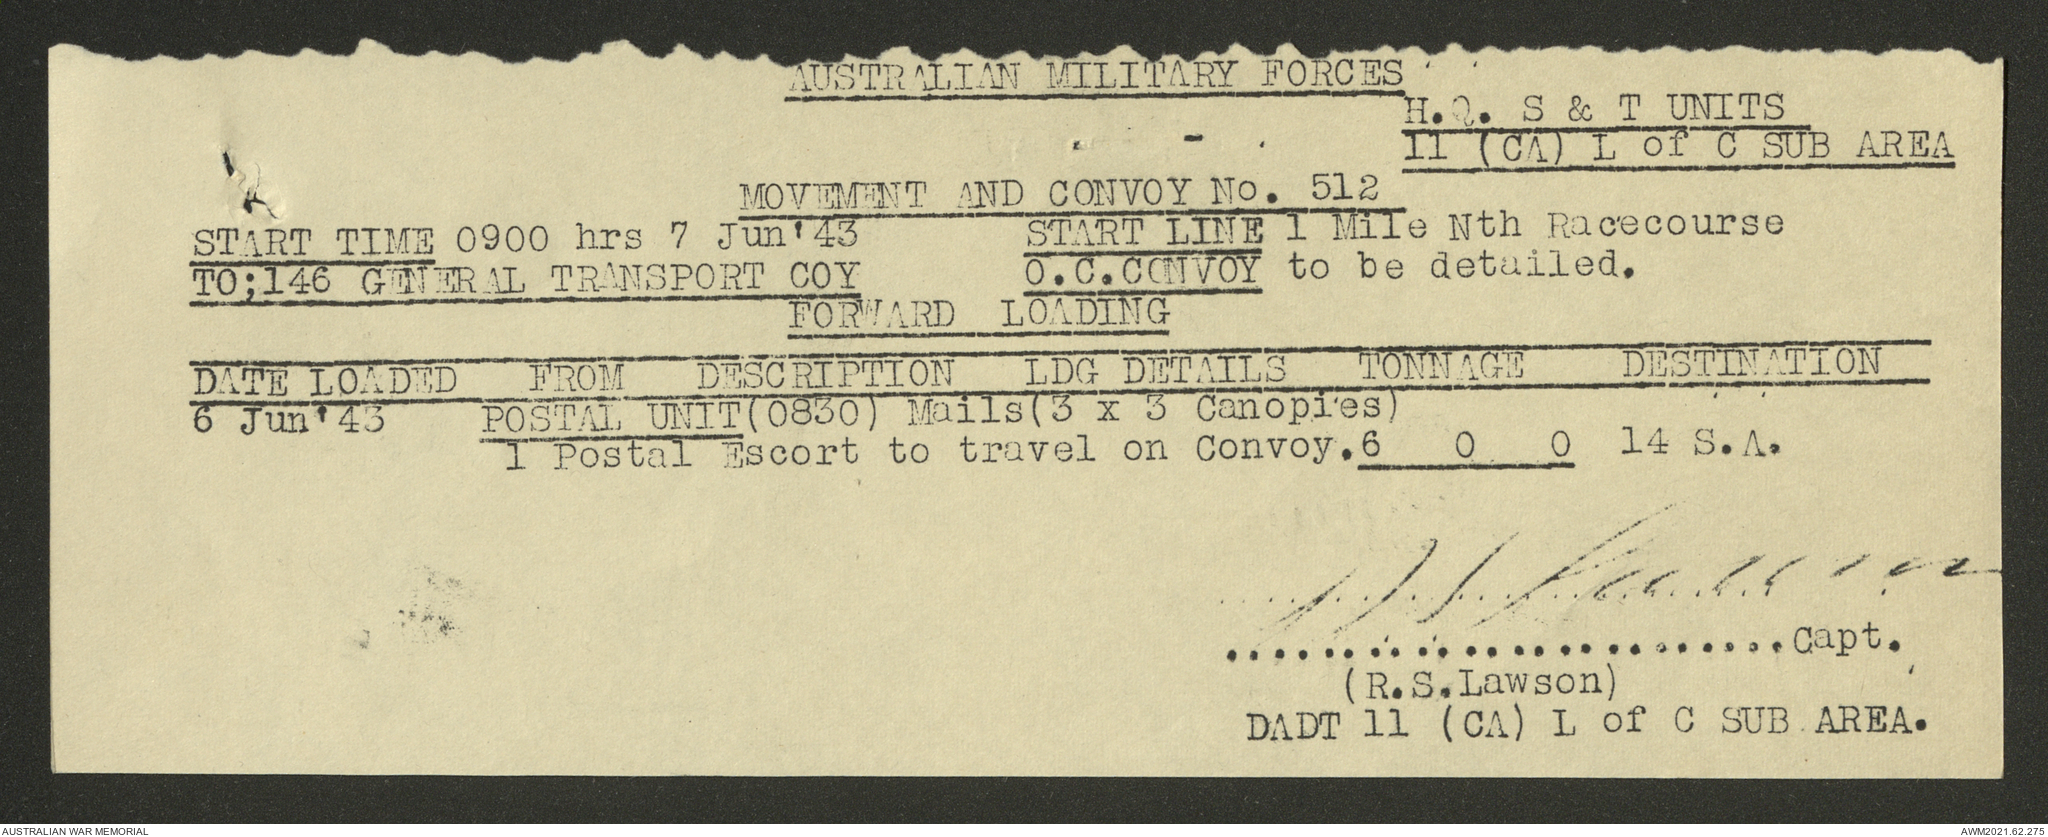 AUSTRALIAN MILITARY FORCES
H.Q. S & T UNITS
11 (CA) L of C SUB AREA
MOVEMENT AND CONVOY No. 512
START TIME 0900 hrs 7 Jun'43 START LINE 1 Mile Nth Racecourse
TO;146 GENERAL TRANSPORT COY O.C.CONVOY to be detailed.
FORWARD LOADING
DATE LOADED FROM DESCRIPTION LDG DETAILS TONNAGE DESTINATION
6 Jun'43 POSTAL UNIT(0830) Mails(3 x 3 Canopies)
1 Postal Escort to travel on Convoy.6 0 0 14 S.A.
........................Capt.
(R.S.Lawson)
DADT 11 (CA) L of C SUB AREA.
AUSTRALIAN WAR MEMORIAL AWM2021.62.275